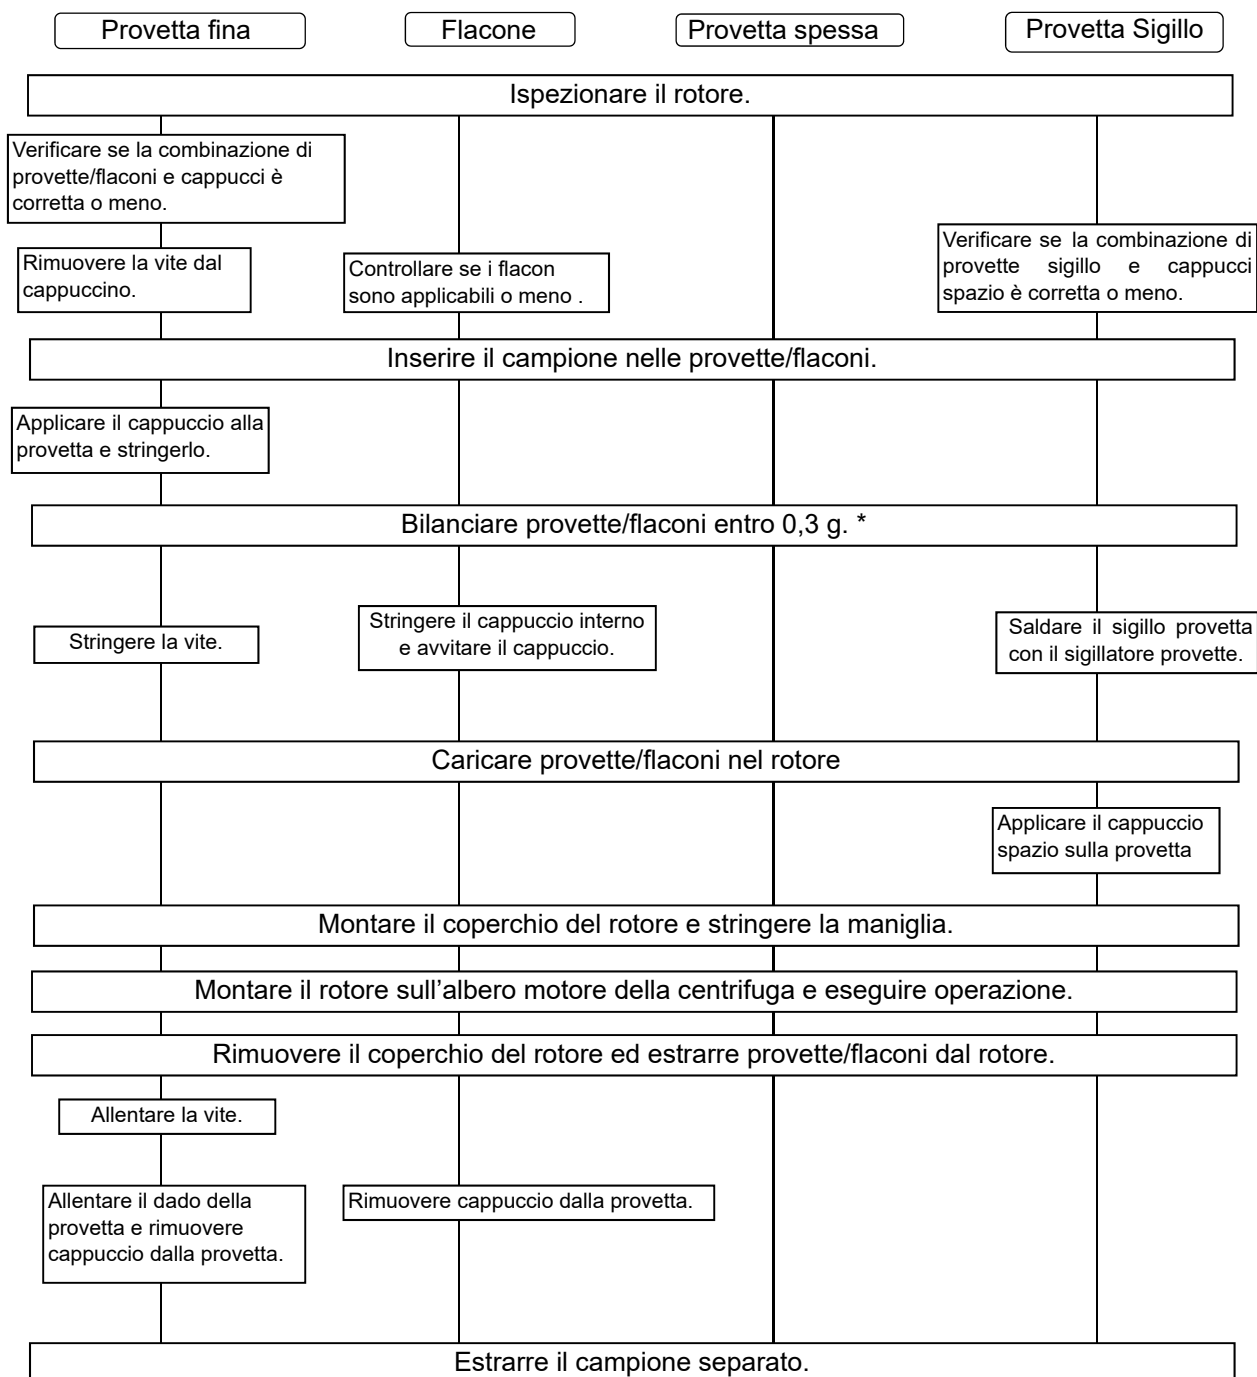 Provetta fina
Flacone
Provetta spessa
Provetta Sigillo
Ispezionare il rotore.
Verificare se la combinazione di
provette/flaconi e cappucci è
corretta o meno.
Rimuovere la vite dal
cappuccino.
Controllare se i flacon
sono applicabili o meno .
Verificare se la combinazione di
provette sigillo e cappucci
spazio è corretta o meno.
Inserire il campione nelle provette/flaconi.
Applicare il cappuccio alla
provetta e stringerlo.
Bilanciare provette/flaconi entro 0,3 g. *
Stringere la vite.
Stringere il cappuccio interno
e avvitare il cappuccio.
Saldare il sigillo provetta
con il sigillatore provette.
Caricare provette/flaconi nel rotore
Applicare il cappuccio
spazio sulla provetta
Montare il coperchio del rotore e stringere la maniglia.
Montare il rotore sull'albero motore della centrifuga e eseguire operazione.
Rimuovere il coperchio del rotore ed estrarre provette/flaconi dal rotore.
Allentare la vite.
Allentare il dado della
provetta e rimuovere
cappuccio dalla provetta.
Rimuovere cappuccio dalla provetta.
Estrarre il campione separato.